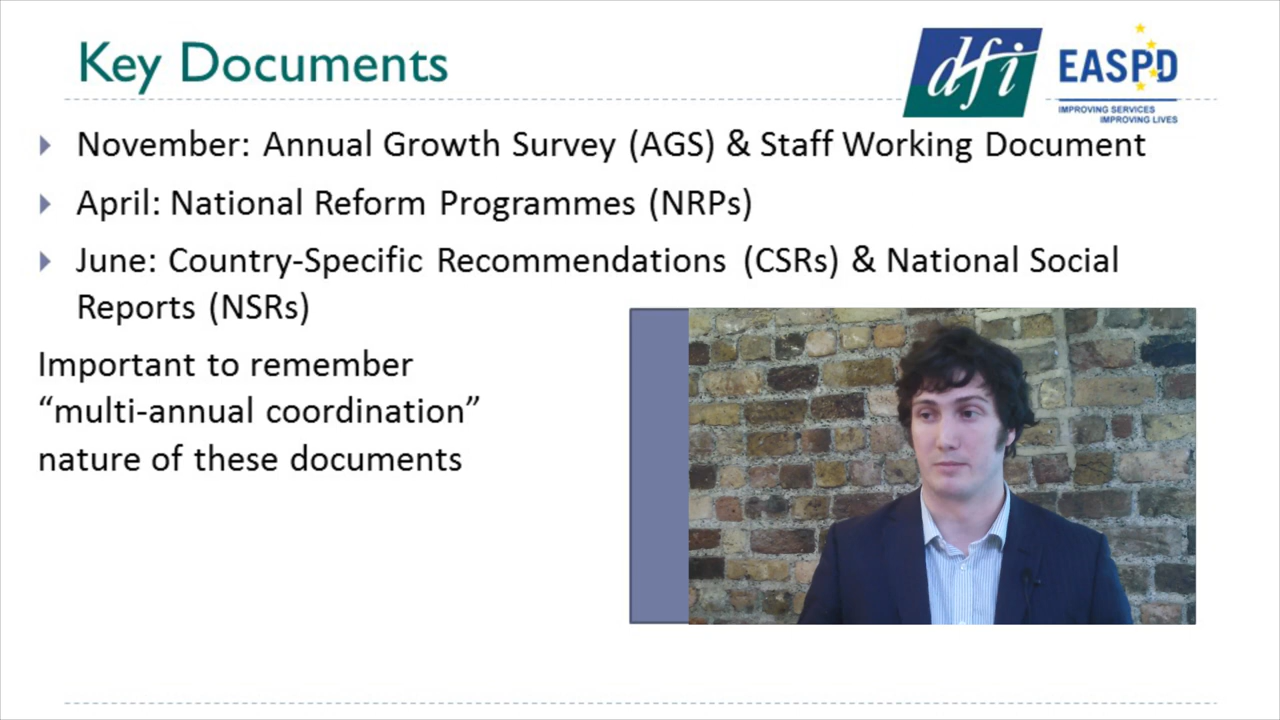 Key Documents
dfi
EASPD
IMPROVING SERVICES
IMPROVING LIVES
November: Annual Growth Survey (AGS) & Staff Working Document
April: National Reform Programmes (NRPs)
June: Country-Specific Recommendations (CSRs) & National Social
Reports (NSRs)
Important to remember
“multi-annual coordination”
nature of these documents